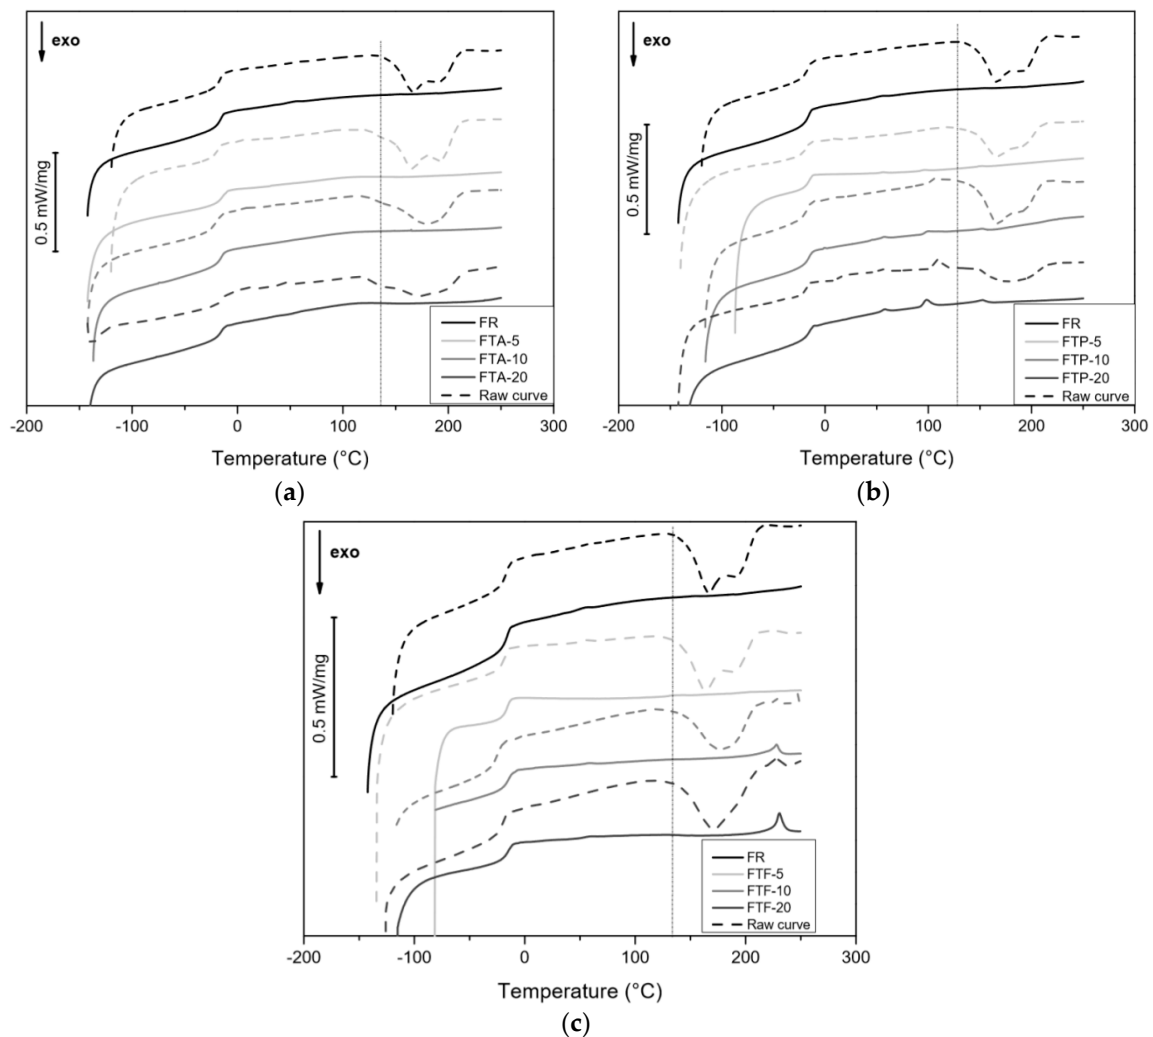 exo
0.5 mW/mg
FR
FTA-5
FTA-10
FTA-20
Raw curve
-200 -100 0 100 200 300
Temperature (°C)
(a)
exo
0.5 mW/mg
FR
FTP-5
FTP-10
FTP-20
Raw curve
-200 -100 0 100 200 300
Temperature (°C)
(b)
exo
0.5 mW/mg
FR
FTF-5
FTF-10
FTF-20
Raw curve
-200 -100 0 100 200 300
Temperature (°C)
(c)